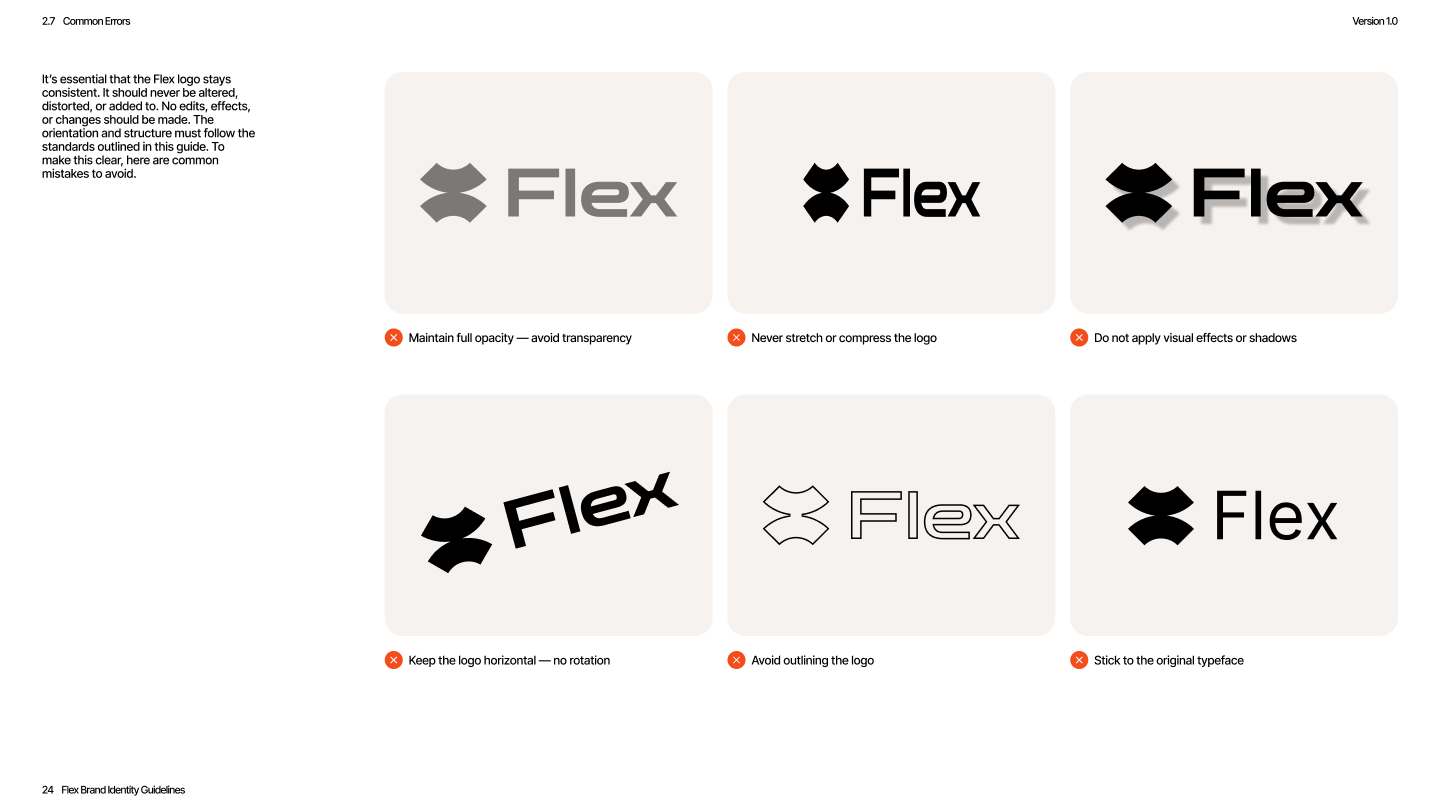 2.7 Common Errors
Version 1.0
It’s essential that the Flex logo stays
consistent. It should never be altered,
distorted, or added to. No edits, effects,
or changes should be made. The
orientation and structure must follow the
standards outlined in this guide. To
make this clear, here are common
mistakes to avoid.
Flex
Flex
Flex
Maintain full opacity — avoid transparency
Never stretch or compress the logo
Do not apply visual effects or shadows
Flex
Flex
Flex
Keep the logo horizontal — no rotation
Avoid outlining the logo
Stick to the original typeface
24 Flex Brand Identity Guidelines